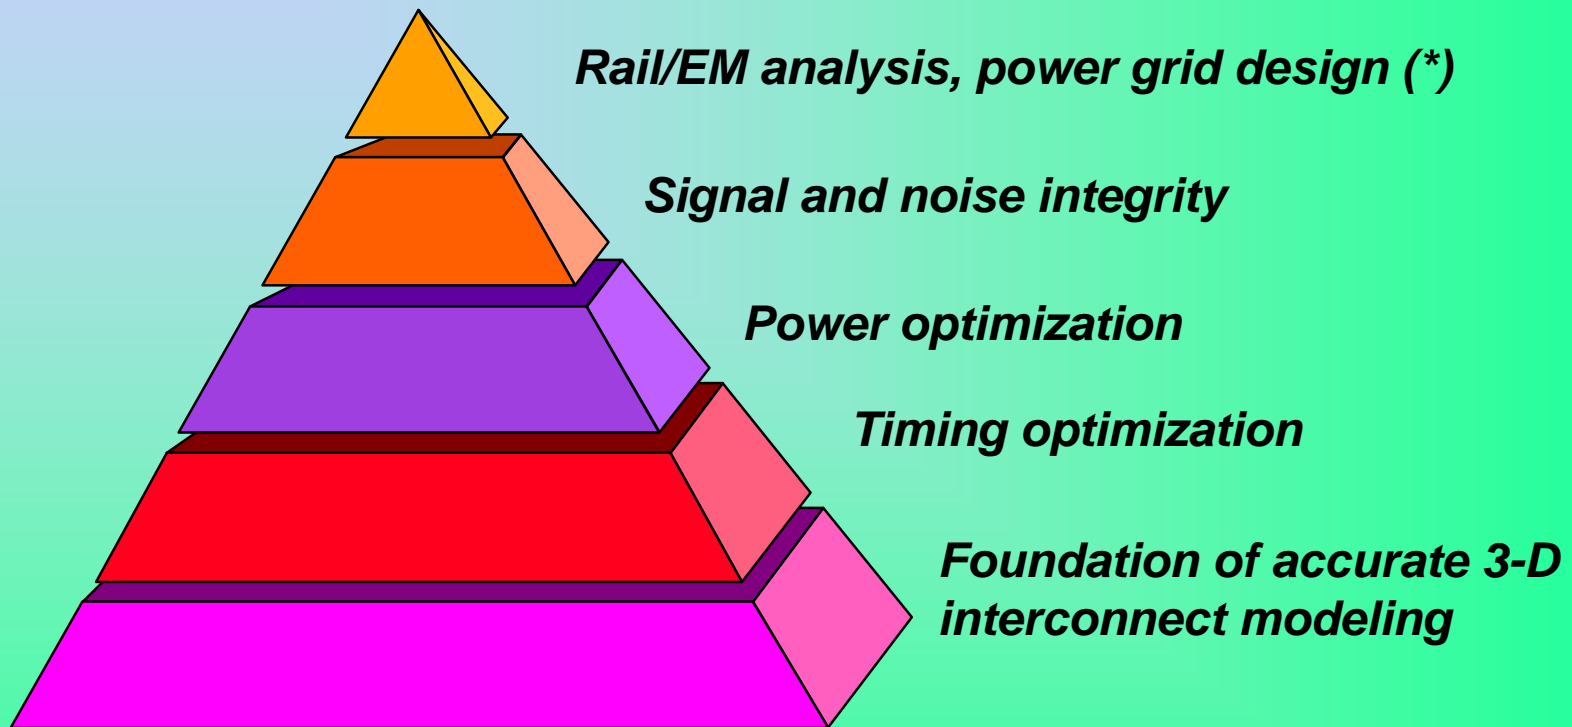 Rail/EM analysis, power grid design (*)
Signal and noise integrity
Power optimization
Timing optimization
Foundation of accurate 3-D
interconnect modeling